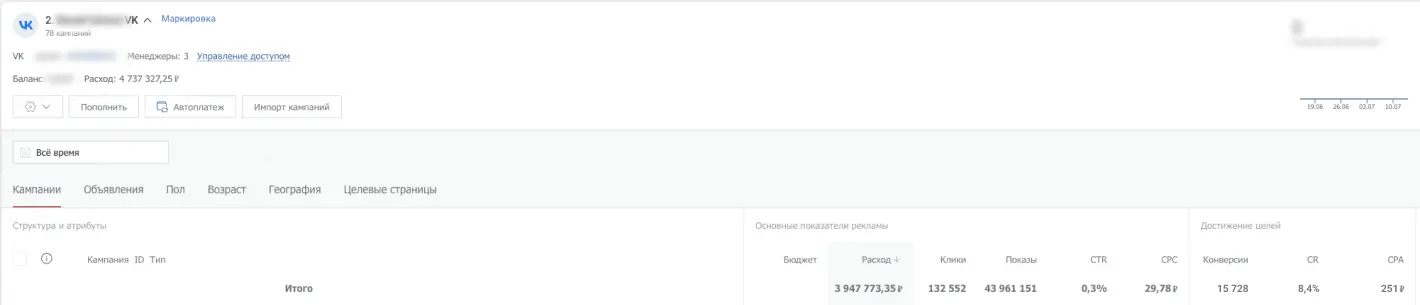 2. VK Маркировка
78 кампаний
VK Менеджеры: 3 Управление доступом
Баланс: Расход: 4 737 327,25 ₽
Пополнить Автоплатеж Импорт кампаний
19.06 26.06 03.07 10.07
Всё время
Кампании Объявления Пол Возраст География Целевые страницы
Структура и атрибуты Основные показатели рекламы Достижение целей
Кампания ID Тип Бюджет Расход ↓ Клики Показы CTR CPC Конверсии CR CPA
Итого 3 947 773,35 ₽ 132 552 43 961 151 0,3% 29,78 ₽ 15 728 8,4% 251 ₽